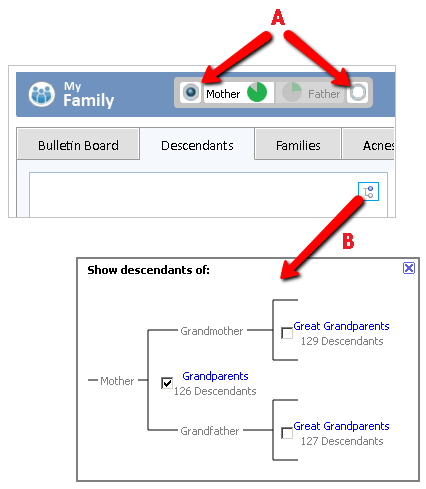 A
My
Family
Mother
Father
Bulletin Board
Descendants
Families
Acnes
B
Show descendants of:
Great Grandparents
129 Descendants
Grandmother
Mother
Grandparents
126 Descendants
Grandfather
Great Grandparents
127 Descendants